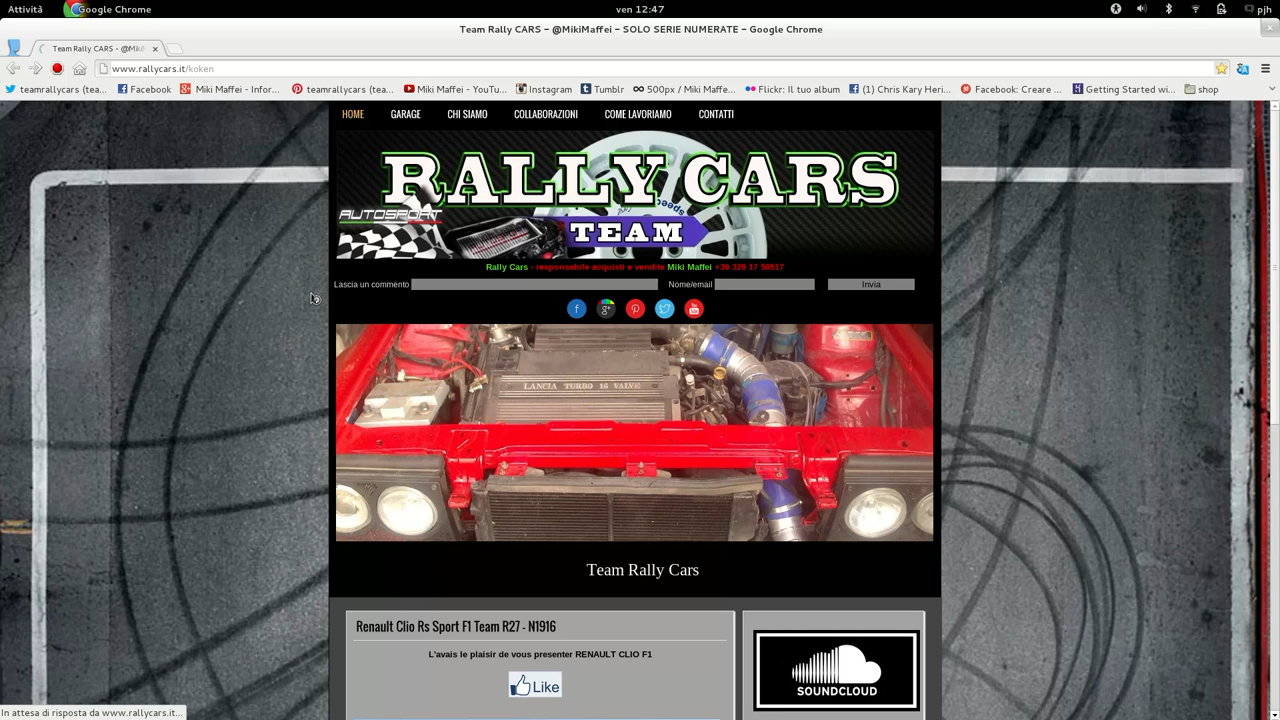 Attività Google Chrome ven 12:47 pjh
Team Rally CARS – @MikiMaffei – SOLO SERIE NUMERATE – Google Chrome
Team Rally CARS - @Miki
www.rallycars.it/koken
teamrallycars (tea... Facebook Miki Maffei - Infor... teamrallycars (tea... Miki Maffei - YouTu... Instagram Tumblr 500px / Miki Maffe... Flickr: Il tuo album (1) Chris Kary Heri... Facebook: Creare ... Getting Started wi... shop
HOME GARAGE CHI SIAMO COLLABORAZIONI COME LAVORIAMO CONTATTI
RALLY CARS
AUTOSPORT
speed
TEAM
Rally Cars - responsabile acquisti e vendite Miki Maffei +39 329 17 58517
Lascia un commento Nome/email Invia
LANCIA TURBO 16 VALVE
Team Rally Cars
Renault Clio Rs Sport F1 Team R27 - N1916
L'avais le plaisir de vous presenter RENAULT CLIO F1
Like
SOUNDCLOUD
In attesa di risposta da www.rallycars.it...